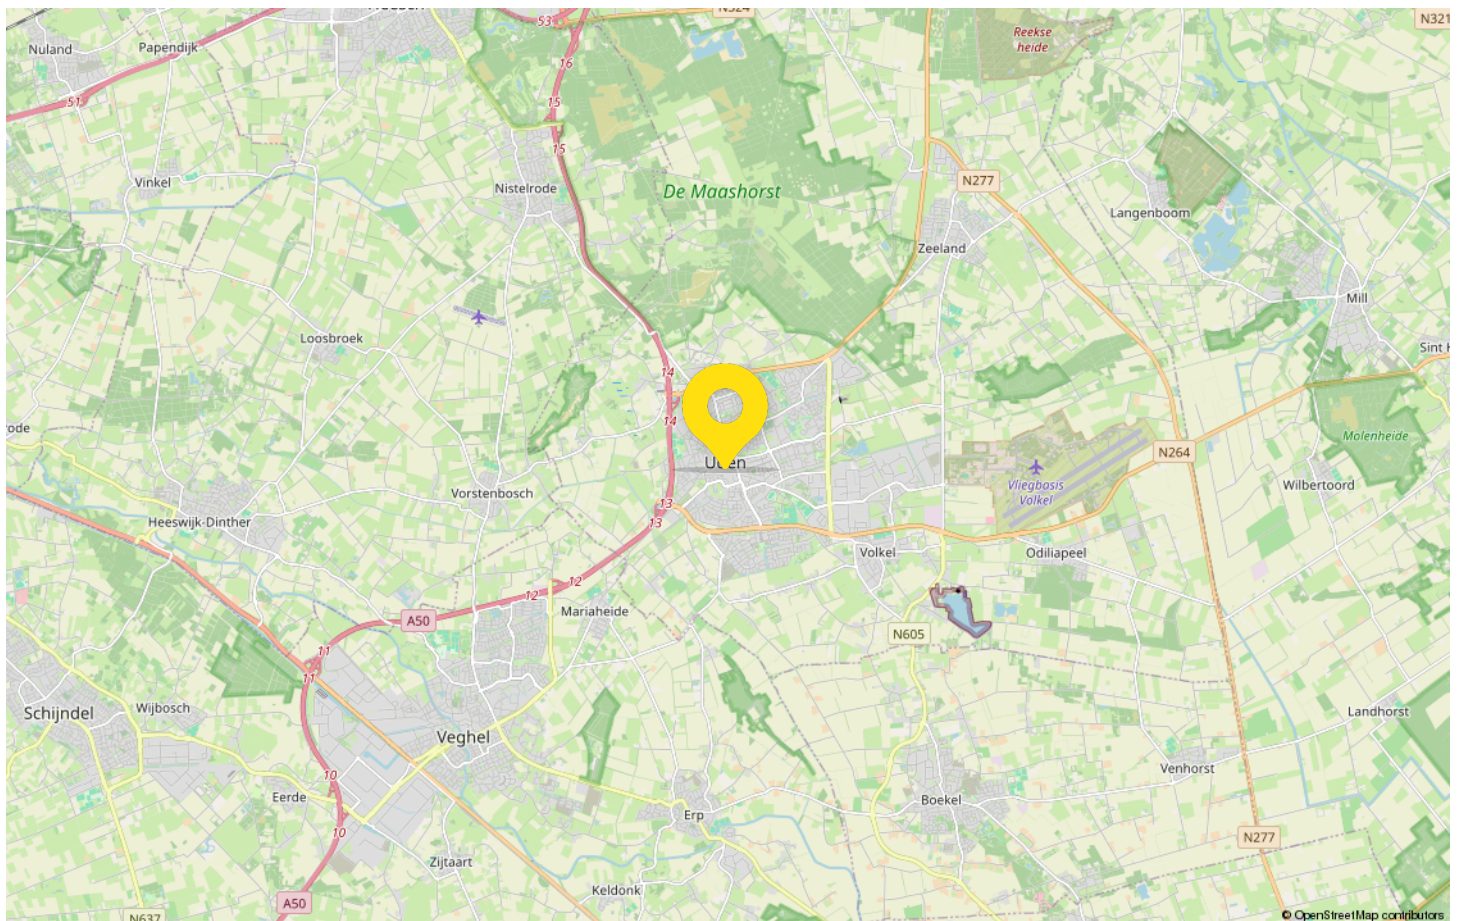 53
N321
Nuland
Papendijk
Reekse
heide
16
51
15
15
De Maashorst
N277
Vinkel
Nistelrode
Langenboom
Zeeland
Mill
Loosbroek
14
14
Molenheide
N264
Vliegbasis
Volkel
Wilbertoord
Vorstenbosch
13
13
Heeswijk-Dinther
Volkel
Odiliapeel
12
12
Mariaheide
A50
N605
11
11
Schijndel
Wijbosch
Landhorst
Veghel
Venhorst
10
Eerde
Boekel
Erp
10
N277
Zijtaart
Keldonk
A50
N637
© OpenStreetMap contributors